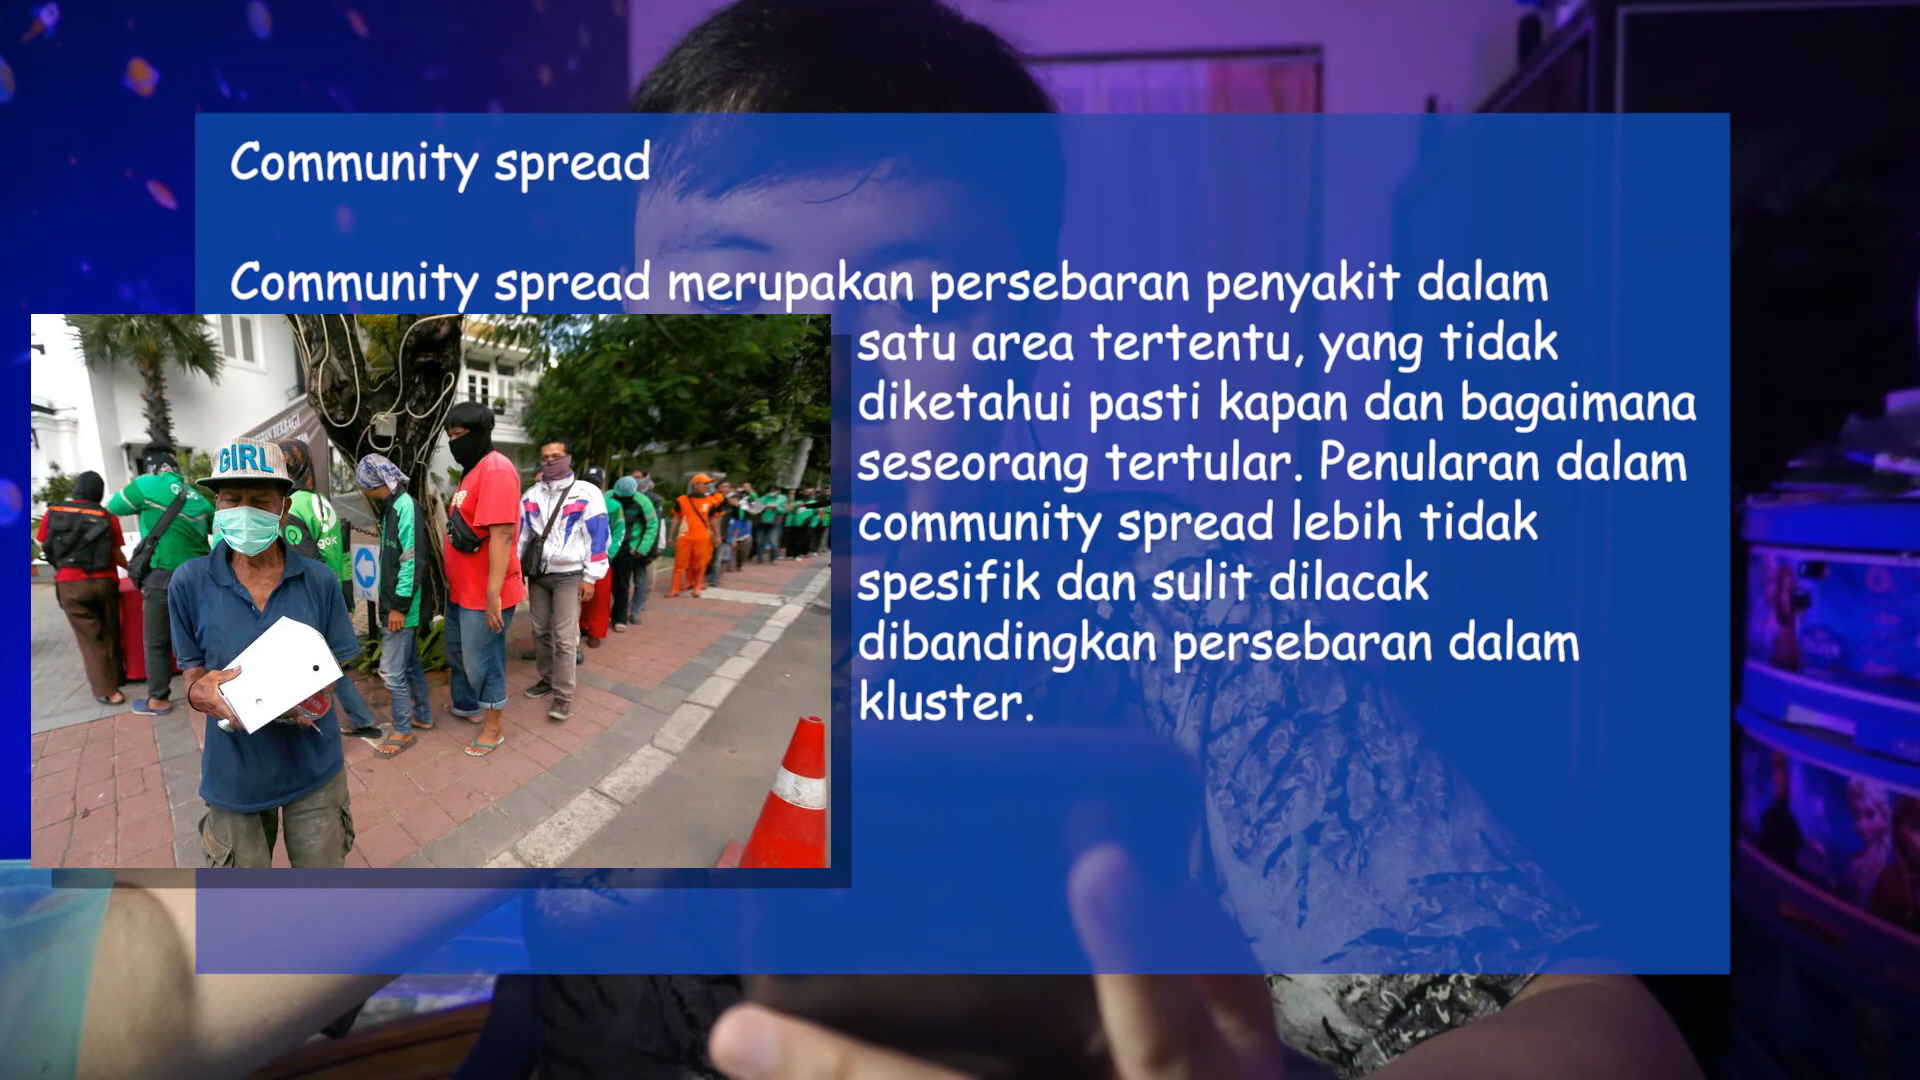 Community spread
Community spread merupakan persebaran penyakit dalam
satu area tertentu, yang tidak
diketahui pasti kapan dan bagaimana
seseorang tertular. Penularan dalam
community spread lebih tidak
spesifik dan sulit dilacak
dibandingkan persebaran dalam
kluster.
GIRL
IN